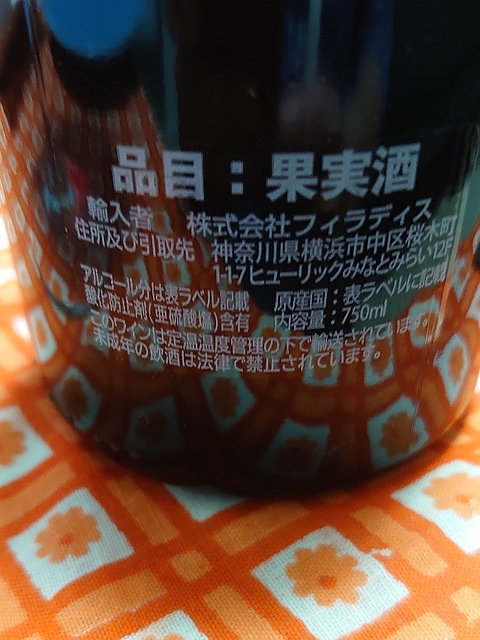 品目：果実酒
輸入者　株式会社フィラディス
住所及び引取先　神奈川県横浜市中区桜木町
1-1-7ヒューリックみなとみらい12F
アルコール分は表ラベル記載　原産国：表ラベルに記載
酸化防止剤(亜硫酸塩)含有　内容量：750ml
このワインは定温温度管理の下で輸送されています。
未成年の飲酒は法律で禁止されています。